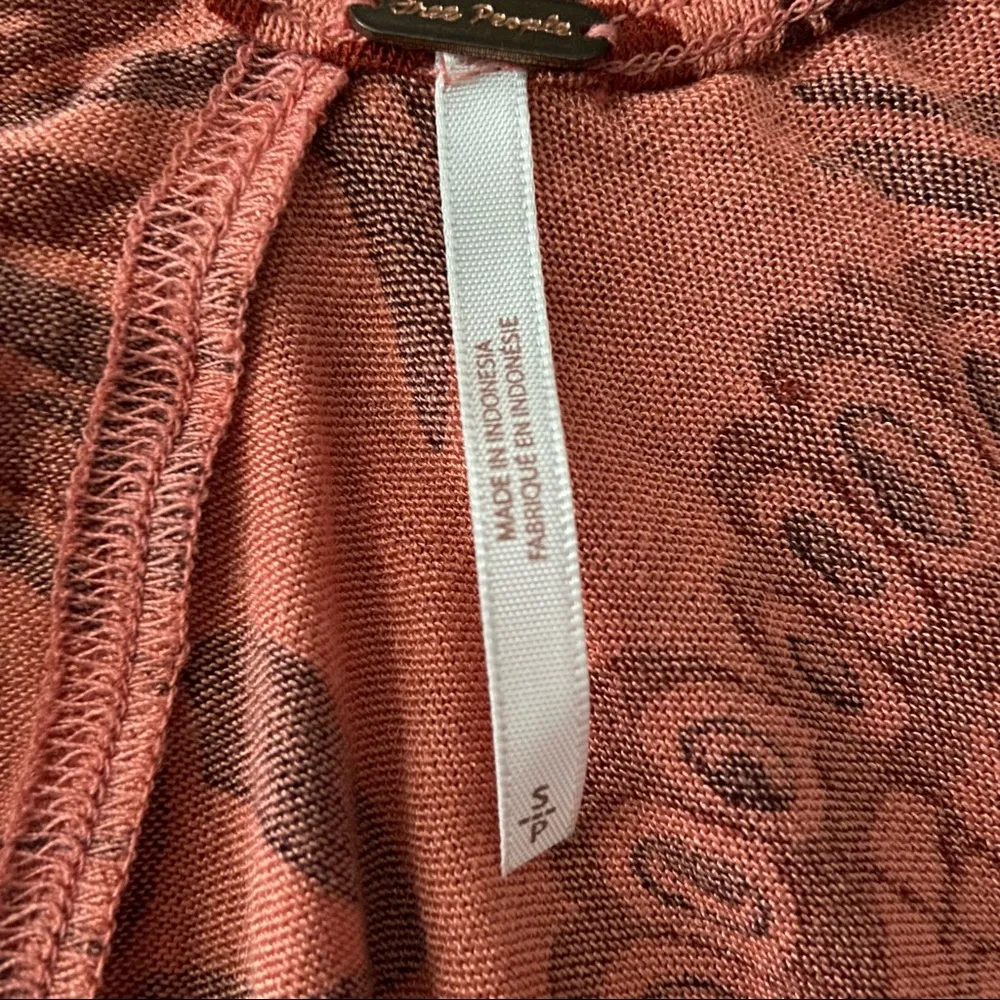 Free People
MADE IN INDONESIA
FABRIQUÉ EN INDONÉSIE
S
P